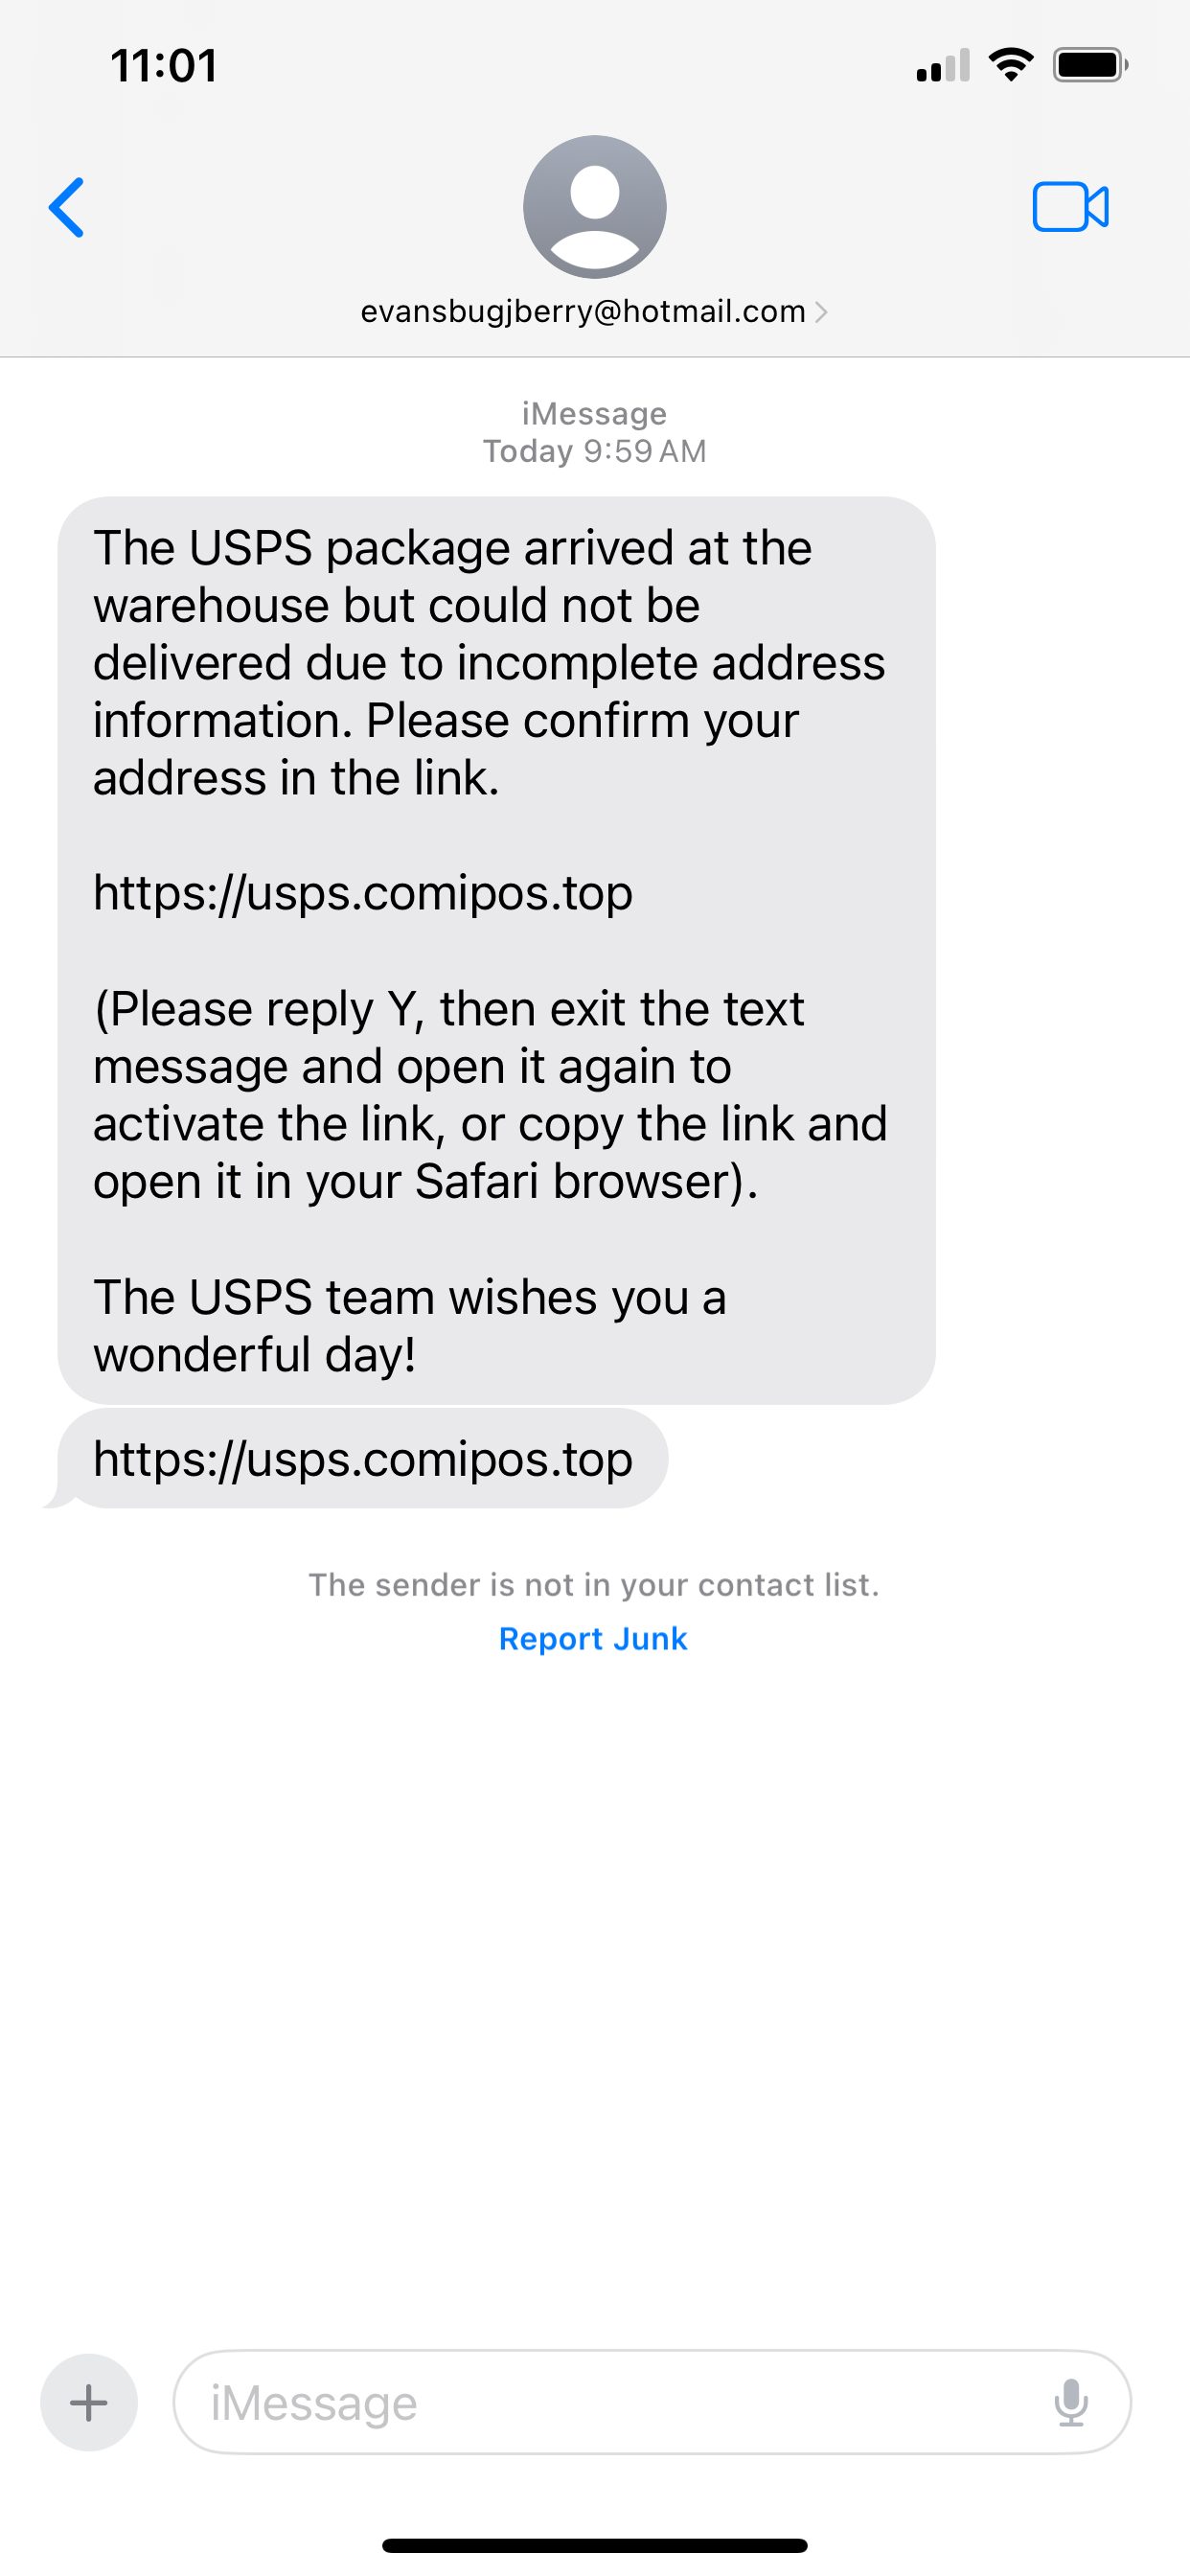 11:01
evansbugjberry@hotmail.com
iMessage
Today 9:59 AM
The USPS package arrived at the
warehouse but could not be
delivered due to incomplete address
information. Please confirm your
address in the link.
https://usps.comipos.top
(Please reply Y, then exit the text
message and open it again to
activate the link, or copy the link and
open it in your Safari browser).
The USPS team wishes you a
wonderful day!
https://usps.comipos.top
The sender is not in your contact list.
Report Junk
iMessage